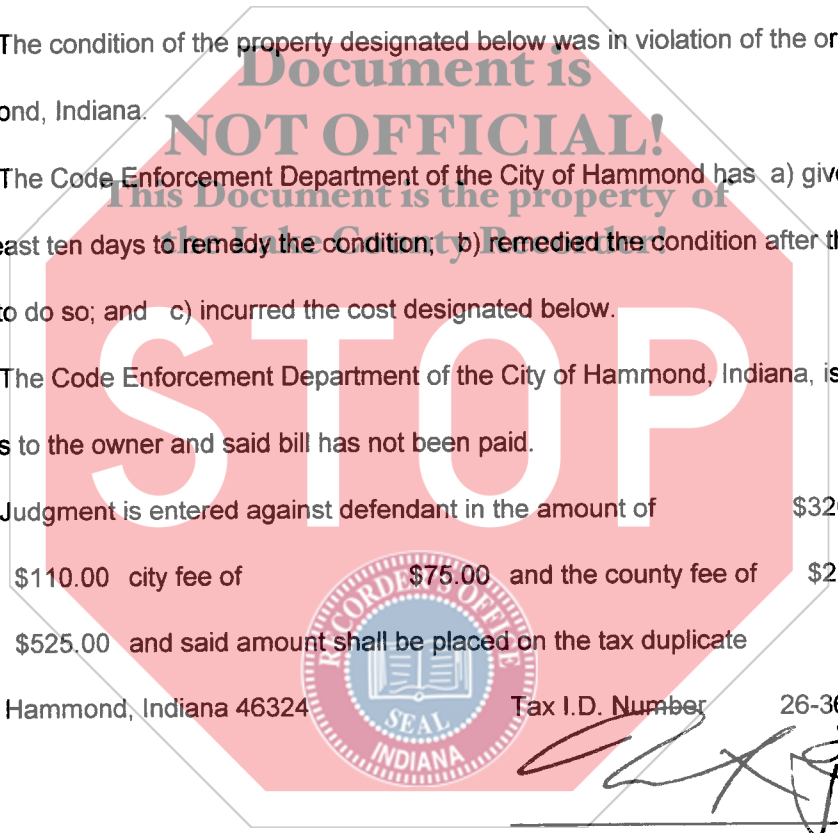 The condition of the property designated below was in violation of the or
Document is
ond, Indiana.
NOT OFFICIAL!
The Code Enforcement Department of the City of Hammond has a) give
This Document is the property of
east ten days to remedy the condition; b) remedied the condition after th
the Lake County Recorder!
to do so; and c) incurred the cost designated below.
STOP
The Code Enforcement Department of the City of Hammond, Indiana, is
s to the owner and said bill has not been paid.
Judgment is entered against defendant in the amount of $32
$110.00 city fee of $75.00 and the county fee of $2
$525.00 and said amount shall be placed on the tax duplicate
RECORDER'S OFFICE
Hammond, Indiana 46324 Tax I.D. Number 26-36
SEAL
INDIANA